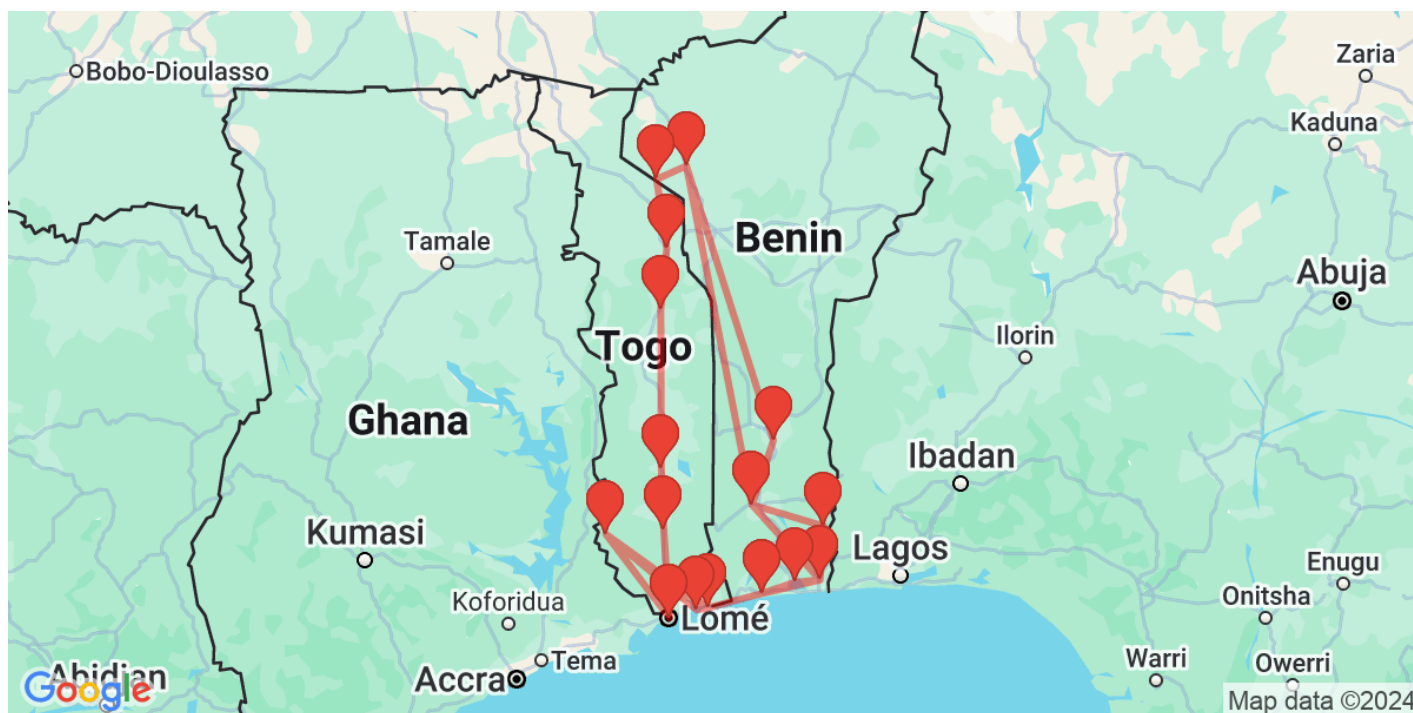 Zaria
Bobo-Dioulasso
Kaduna
Benin
Tamale
Abuja
Togo
Ilorin
Ghana
Ibadan
Kumasi
Lagos
Enugu
Koforidua
Onitsha
Lomé
Tema
Warri
Owerri
Abidjan
Accra
Google
Map data ©2024